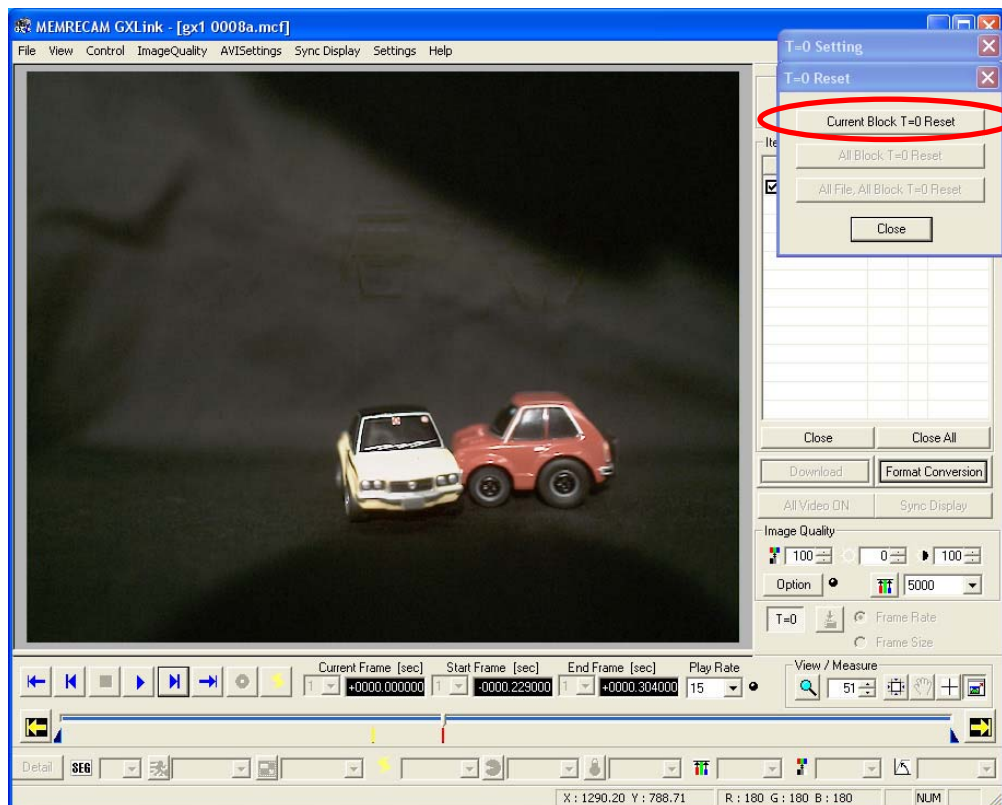 MEMRECAM GXLink - [gx1 0008a.mcf]
File View Control ImageQuality AVISettings Sync Display Settings Help
T=0 Setting
T=0 Reset
Current Block T=0 Reset
All Block T=0 Reset
All File, All Block T=0 Reset
Close
Close Close All
Download Format Conversion
All Video ON Sync Display
Image Quality
100 0 100
Option 5000
T=0 Frame Rate
Frame Size
Current Frame [sec] Start Frame [sec] End Frame [sec] Play Rate View / Measure
1 +0000.000000 1 -0000.229000 1 +0000.304000 15 51
Detail SEG
X : 1290.20 Y : 788.71 R : 180 G : 180 B : 180 NUM